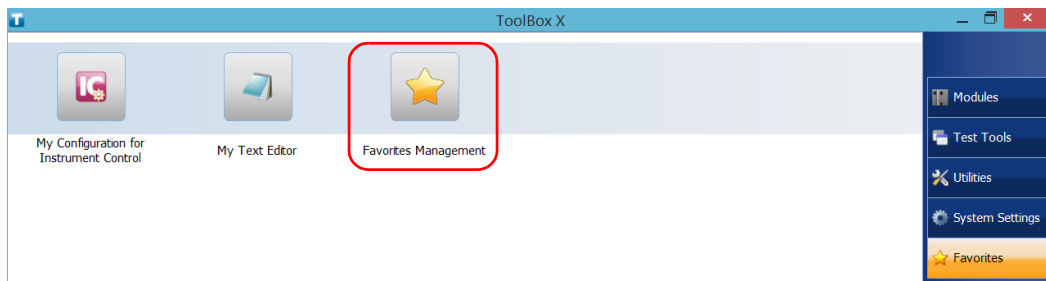 ToolBox X
My Configuration for
Instrument Control
My Text Editor
Favorites Management
Modules
Test Tools
Utilities
System Settings
Favorites